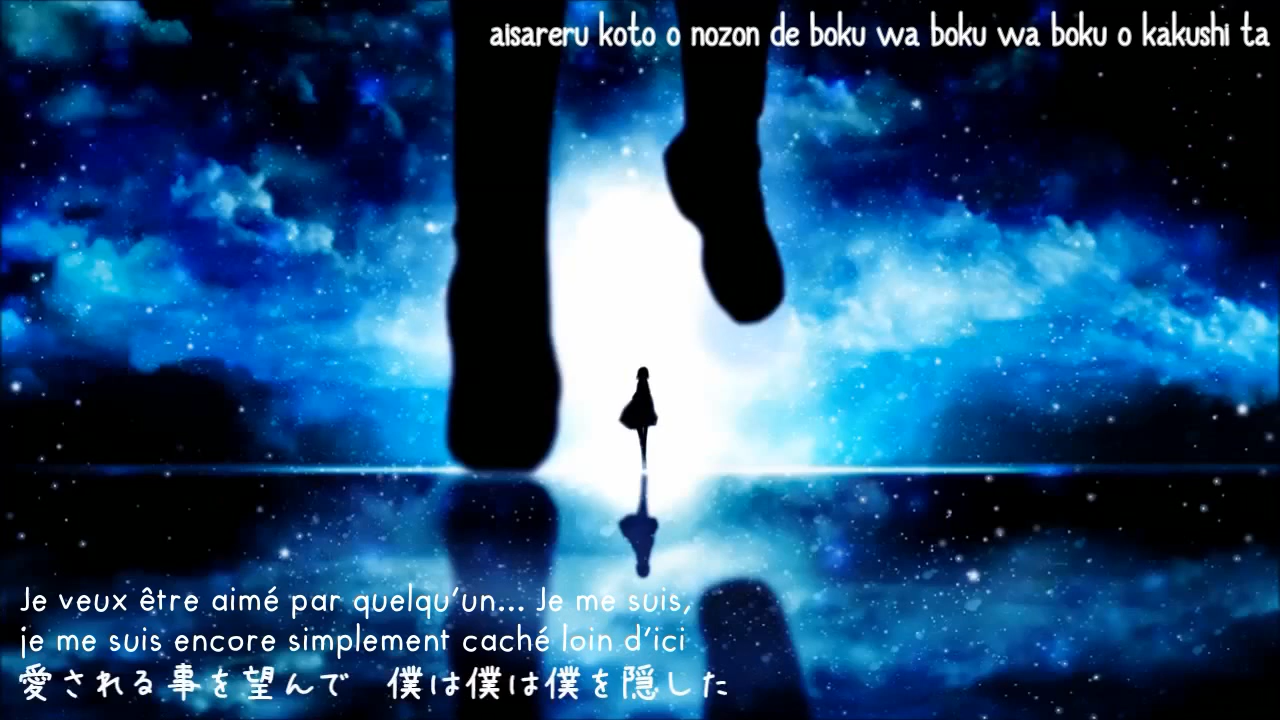 aisareru koto o nozon de boku wa boku wa boku o kakushi ta
Je veux être aimé par quelqu'un... Je me suis,
je me suis encore simplement caché loin d'ici
愛される事を望んで　僕は僕は僕を隠した